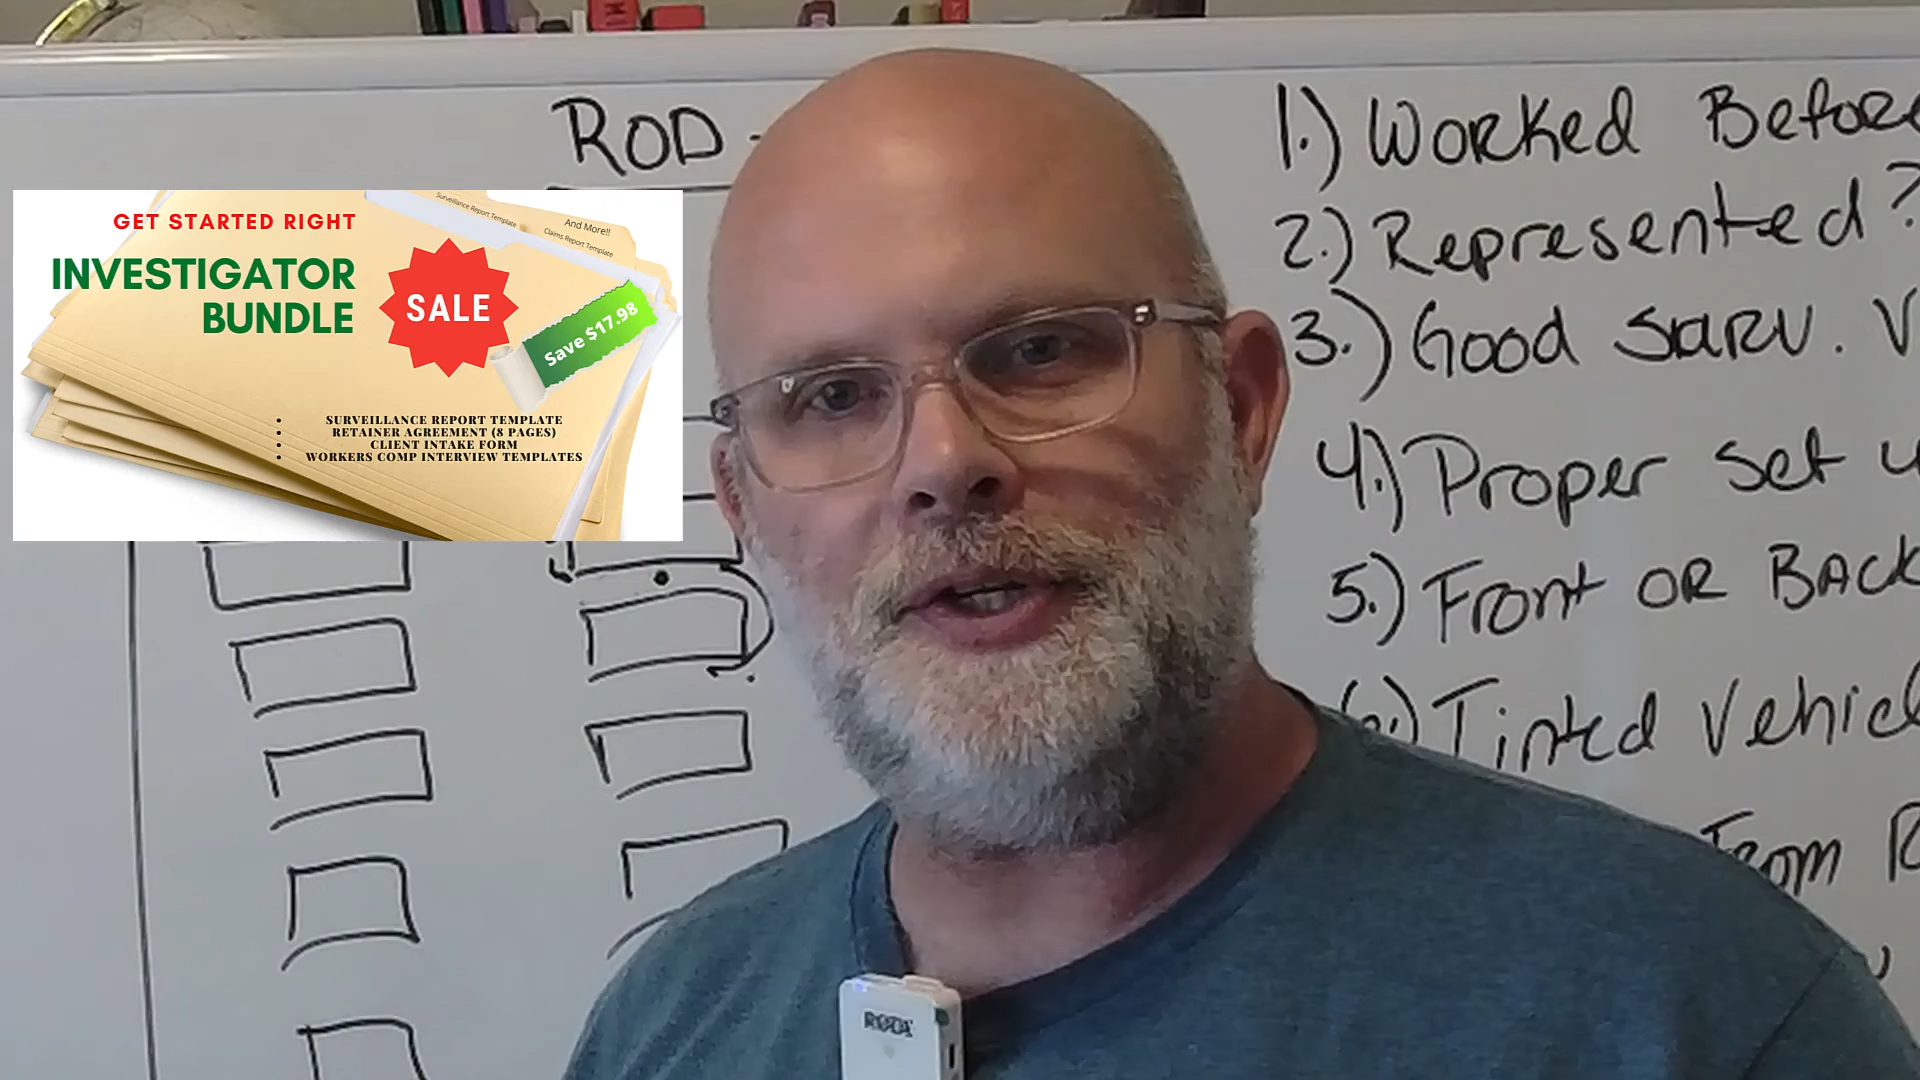 ROD -
1.) Worked Before
2.) Represented?
3.) Good SURV. V
4.) Proper set u
5.) Front OR BACK
6.) Tinted Vehicl
From R
GET STARTED RIGHT
INVESTIGATOR
BUNDLE
SALE
Save $17.98
Surveillance Report Template
And More!!
Claims Report Template
• SURVEILLANCE REPORT TEMPLATE
• RETAINER AGREEMENT (8 PAGES)
• CLIENT INTAKE FORM
• WORKERS COMP INTERVIEW TEMPLATES
RODE